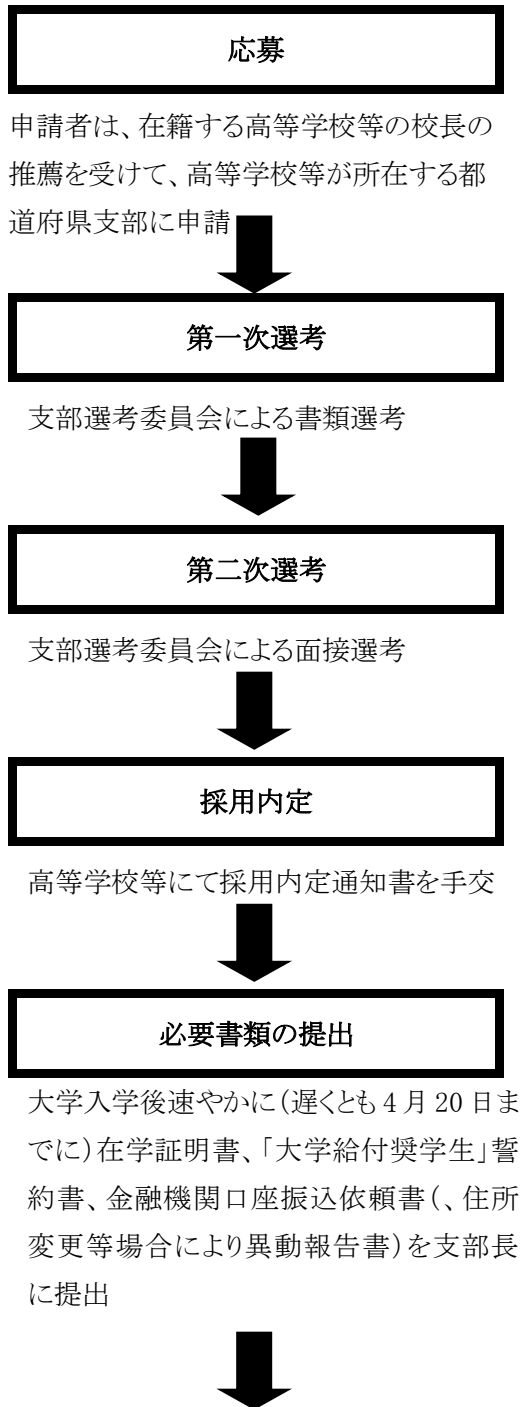 応募
申請者は、在籍する高等学校等の校長の
推薦を受けて、高等学校等が所在する都
道府県支部に申請
第一次選考
支部選考委員会による書類選考
第二次選考
支部選考委員会による面接選考
採用内定
高等学校等にて採用内定通知書を手交
必要書類の提出
大学入学後速やかに(遅くとも4月20日ま
でに)在学証明書、「大学給付奨学生」誓
約書、金融機関口座振込依頼書(、住所
変更等場合により異動報告書)を支部長
に提出